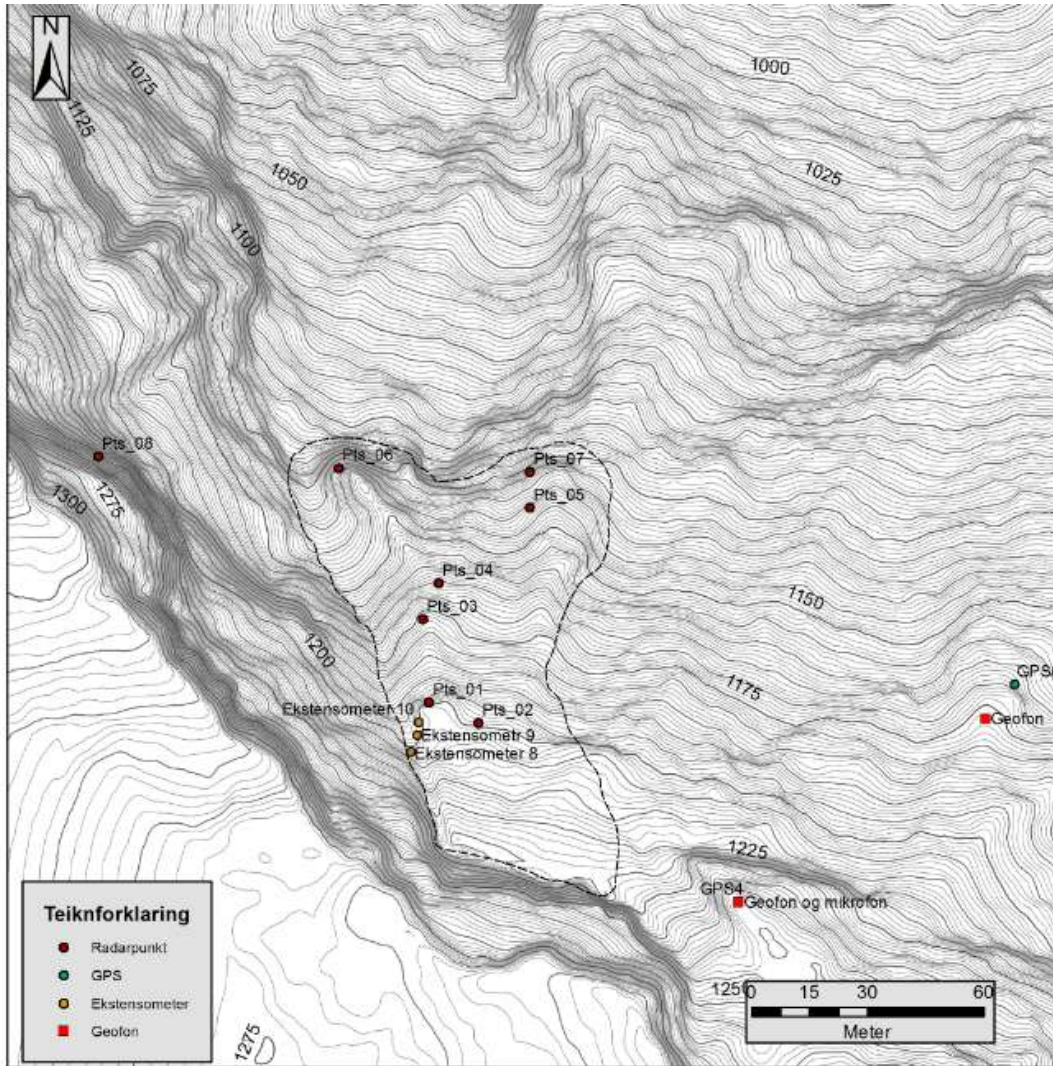 N
1000
1075
1125
1025
1050
1100
Pts_08
Pts_06
Pts_07
1275
1300
Pts_05
Pts_04
1150
Pts_03
1200
1175
GPS
Pts_01
Ekstensometer 10
Pts_02
Geofon
Ekstensometr 9
Ekstensometer 8
1225
GPS4
Geofon og mikrofon
1250
1275
Teiknforklaring
Radarpunkt
GPS
Ekstensometer
Geofon
0 15 30 60
Meter